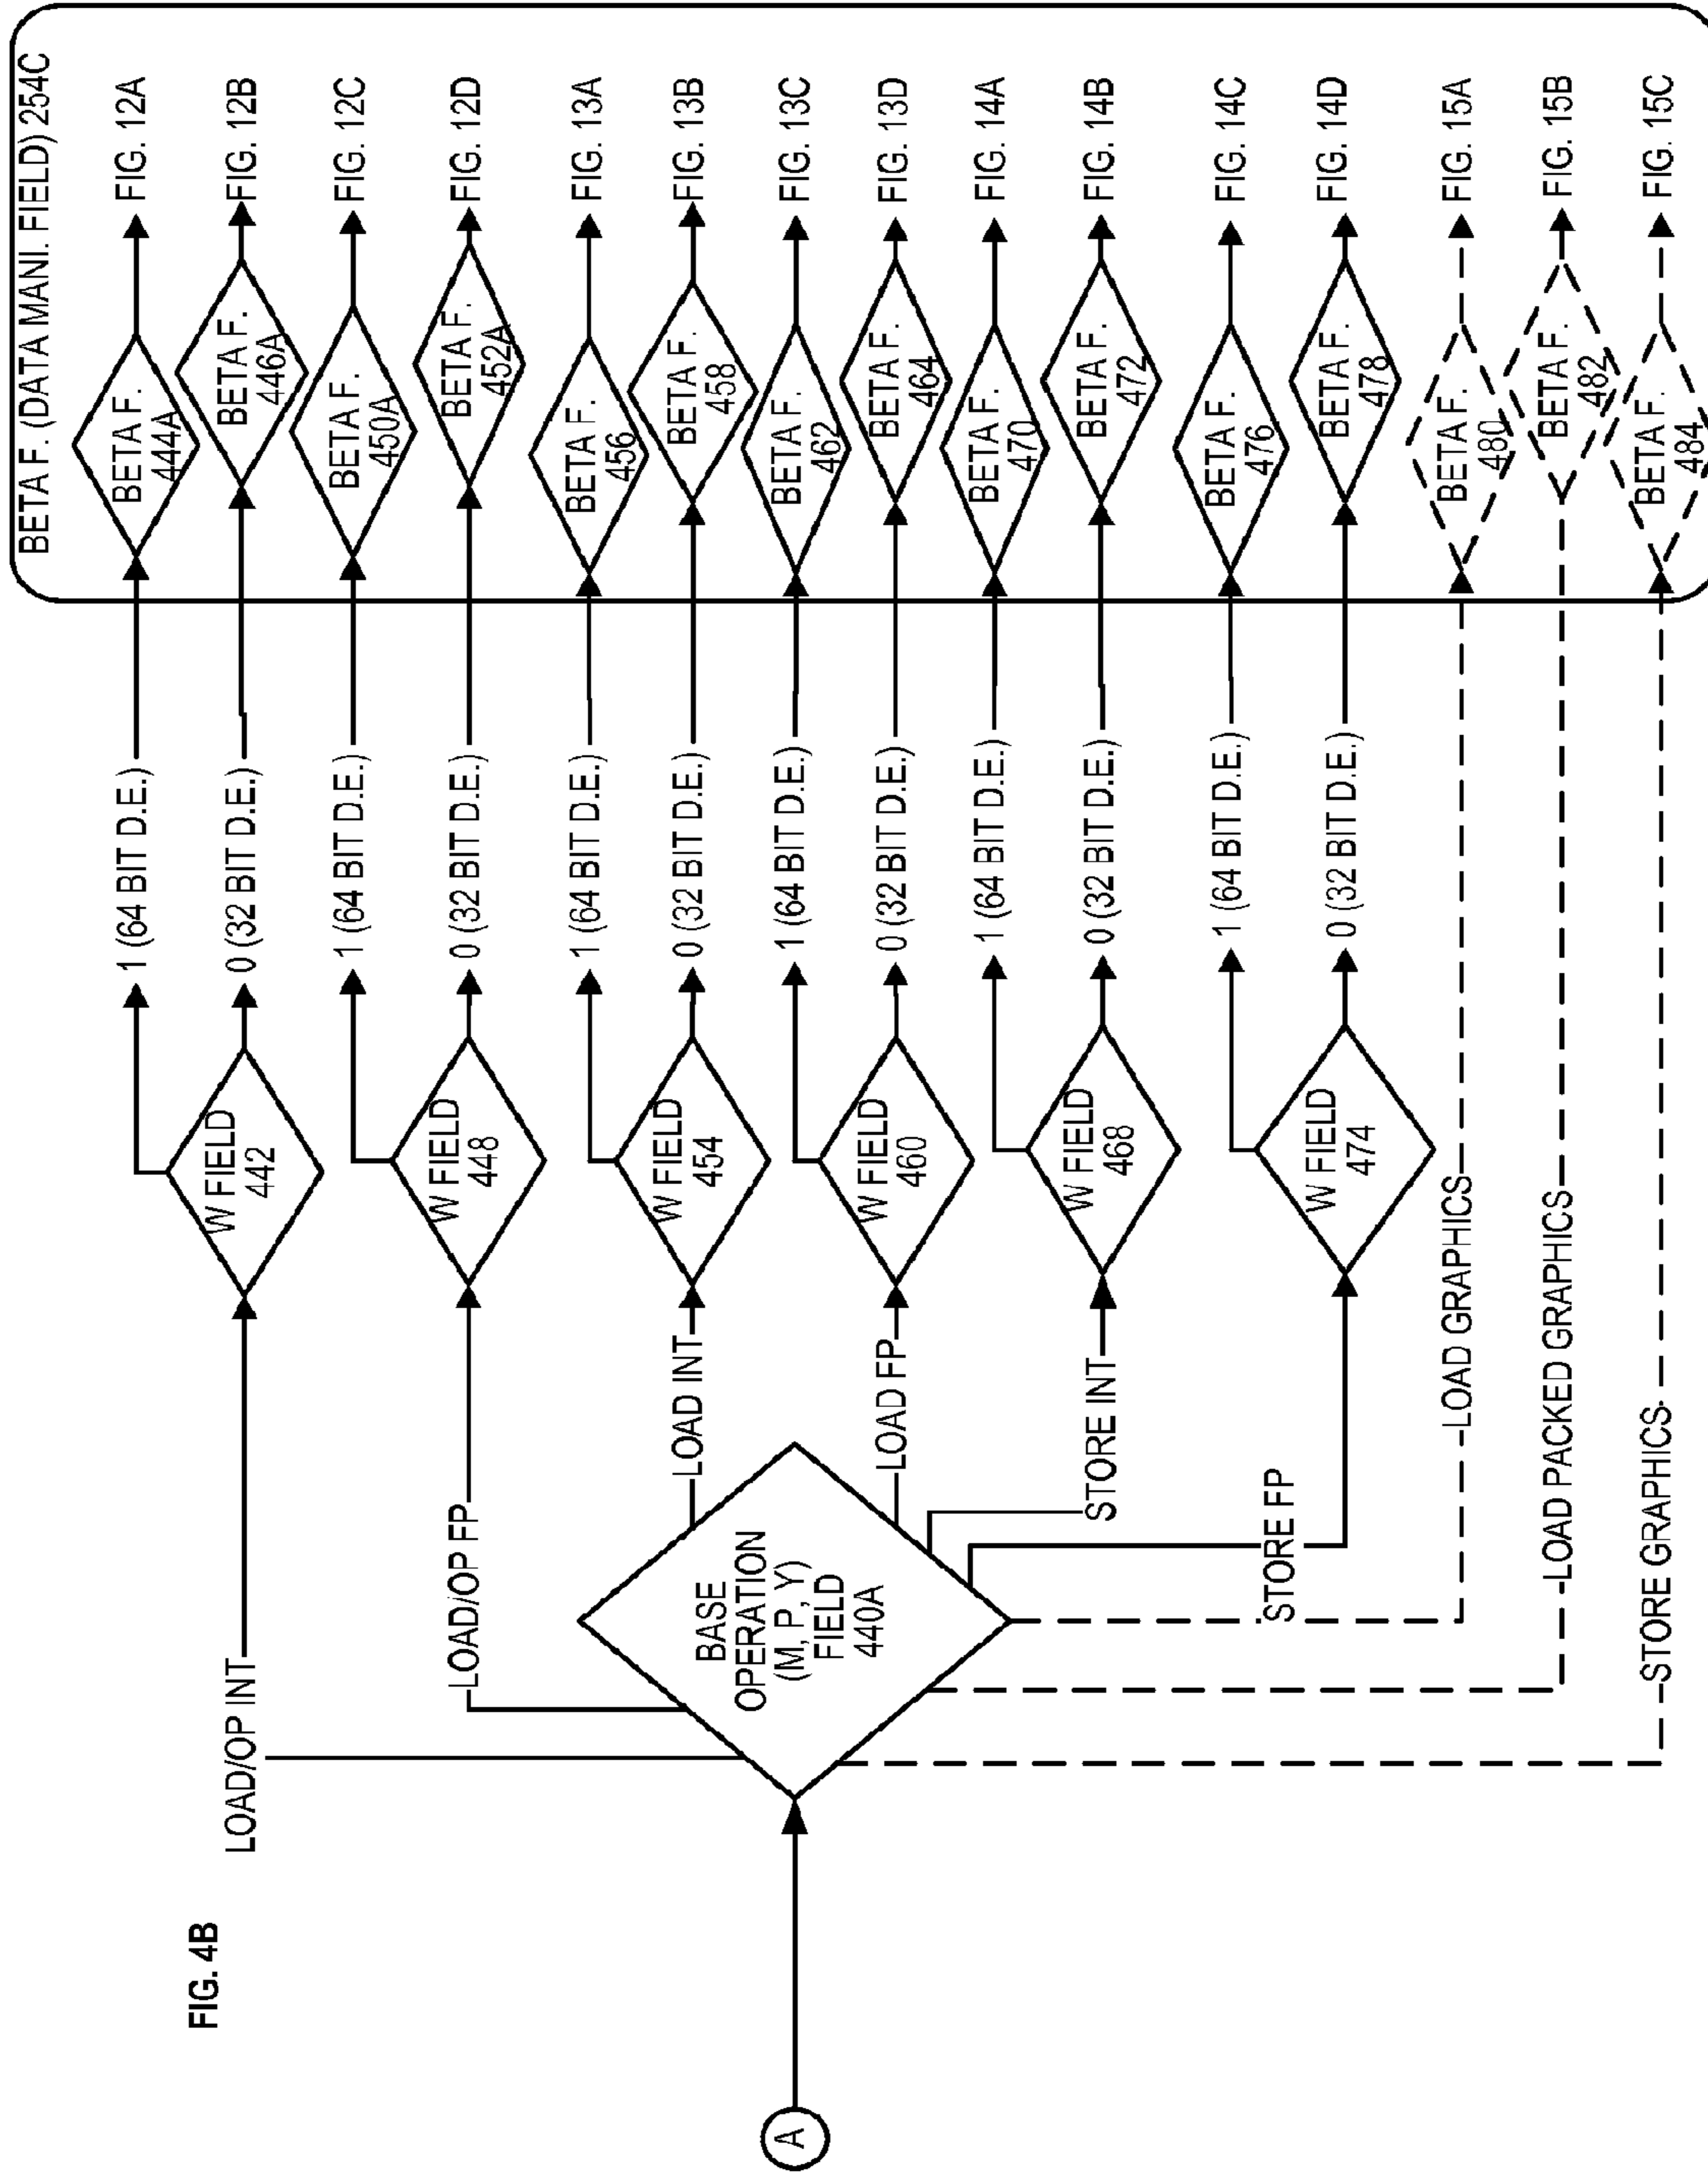 FIG. 4B
A
BASE
OPERATION
(M, P, Y)
FIELD
440A
LOAD/OP INT
LOAD/OP FP
LOAD INT
LOAD FP
STORE INT
STORE FP
LOAD GRAPHICS
LOAD PACKED GRAPHICS
STORE GRAPHICS
W FIELD
442
W FIELD
448
W FIELD
454
W FIELD
460
W FIELD
468
W FIELD
474
1 (64 BIT D.E.)
0 (32 BIT D.E.)
1 (64 BIT D.E.)
0 (32 BIT D.E.)
1 (64 BIT D.E.)
0 (32 BIT D.E.)
1 (64 BIT D.E.)
0 (32 BIT D.E.)
1 (64 BIT D.E.)
0 (32 BIT D.E.)
1 (64 BIT D.E.)
0 (32 BIT D.E.)
BETA F. (DATA MANI. FIELD) 254C
BETA F.
444A
FIG. 12A
BETA F.
446A
FIG. 12B
BETA F.
450A
FIG. 12C
BETA F.
452A
FIG. 12D
BETA F.
456
FIG. 13A
BETA F.
458
FIG. 13B
BETA F.
462
FIG. 13C
BETA F.
464
FIG. 13D
BETA F.
470
FIG. 14A
BETA F.
472
FIG. 14B
BETA F.
476
FIG. 14C
BETA F.
478
FIG. 14D
BETA F.
480
FIG. 15A
BETA F.
482
FIG. 15B
BETA F.
484
FIG. 15C